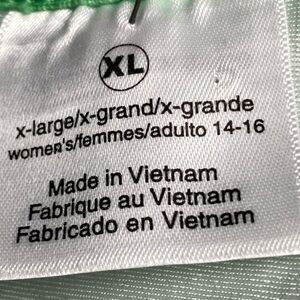 XL
x-large/x-grand/x-grande
women's/femmes/adulto 14-16
Made in Vietnam
Fabrique au Vietnam
Fabricado en Vietnam